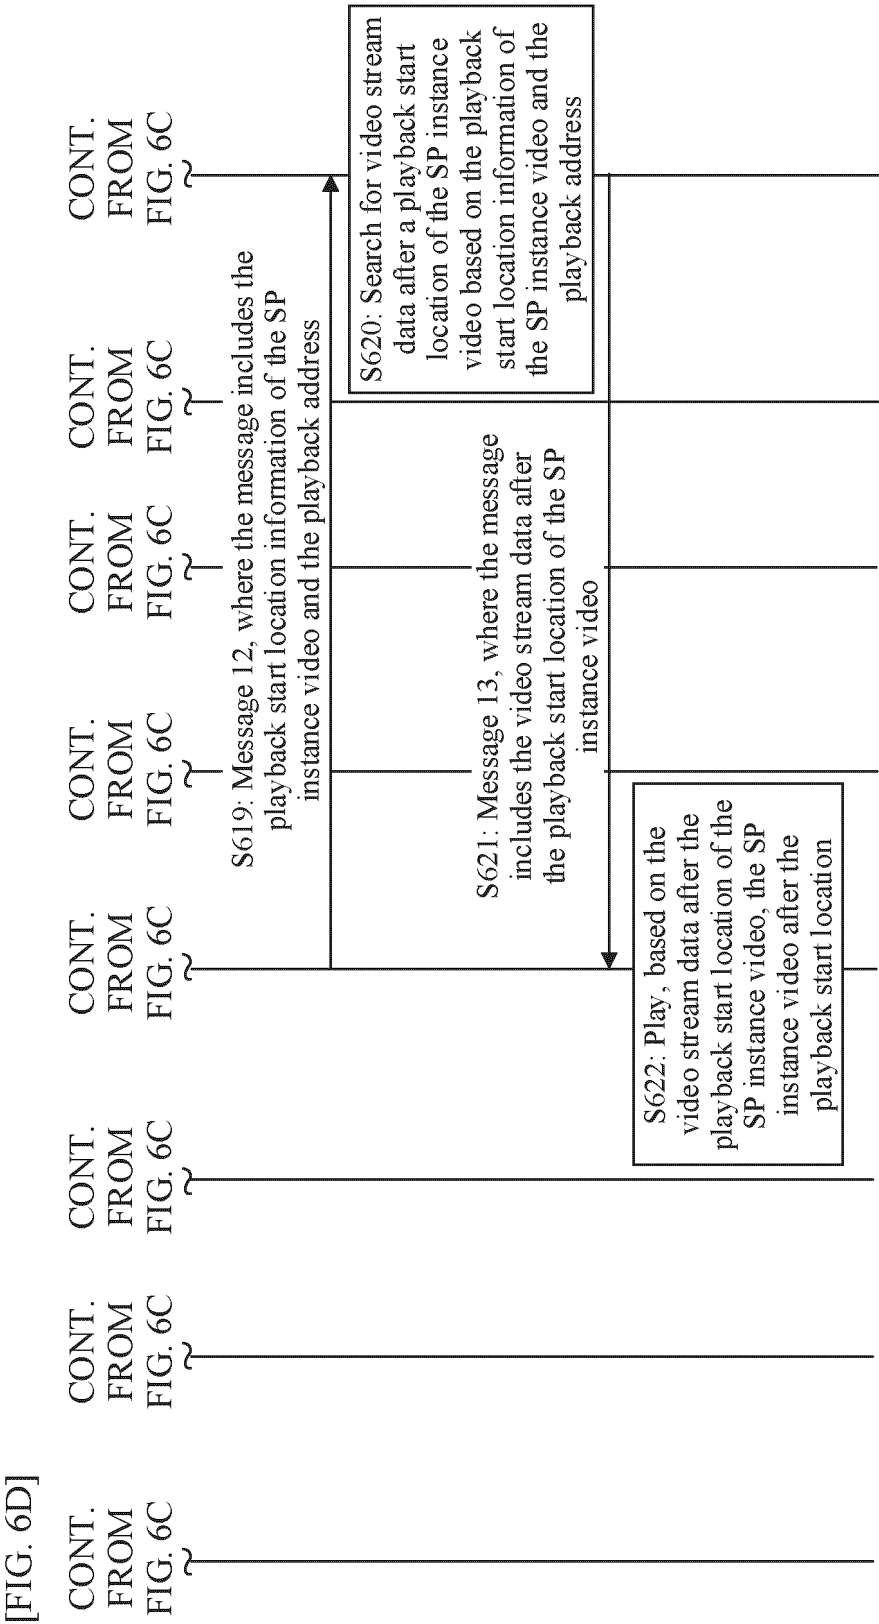 [FIG. 6D]
CONT.
FROM
FIG. 6C
CONT.
FROM
FIG. 6C
CONT.
FROM
FIG. 6C
CONT.
FROM
FIG. 6C
CONT.
FROM
FIG. 6C
CONT.
FROM
FIG. 6C
CONT.
FROM
FIG. 6C
CONT.
FROM
FIG. 6C
S619: Message 12, where the message includes the
playback start location information of the SP
instance video and the playback address
S620: Search for video stream
data after a playback start
location of the SP instance
video based on the playback
start location information of
the SP instance video and the
playback address
S621: Message 13, where the message
includes the video stream data after
the playback start location of the SP
instance video
S622: Play, based on the
video stream data after the
playback start location of the
SP instance video, the SP
instance video after the
playback start location